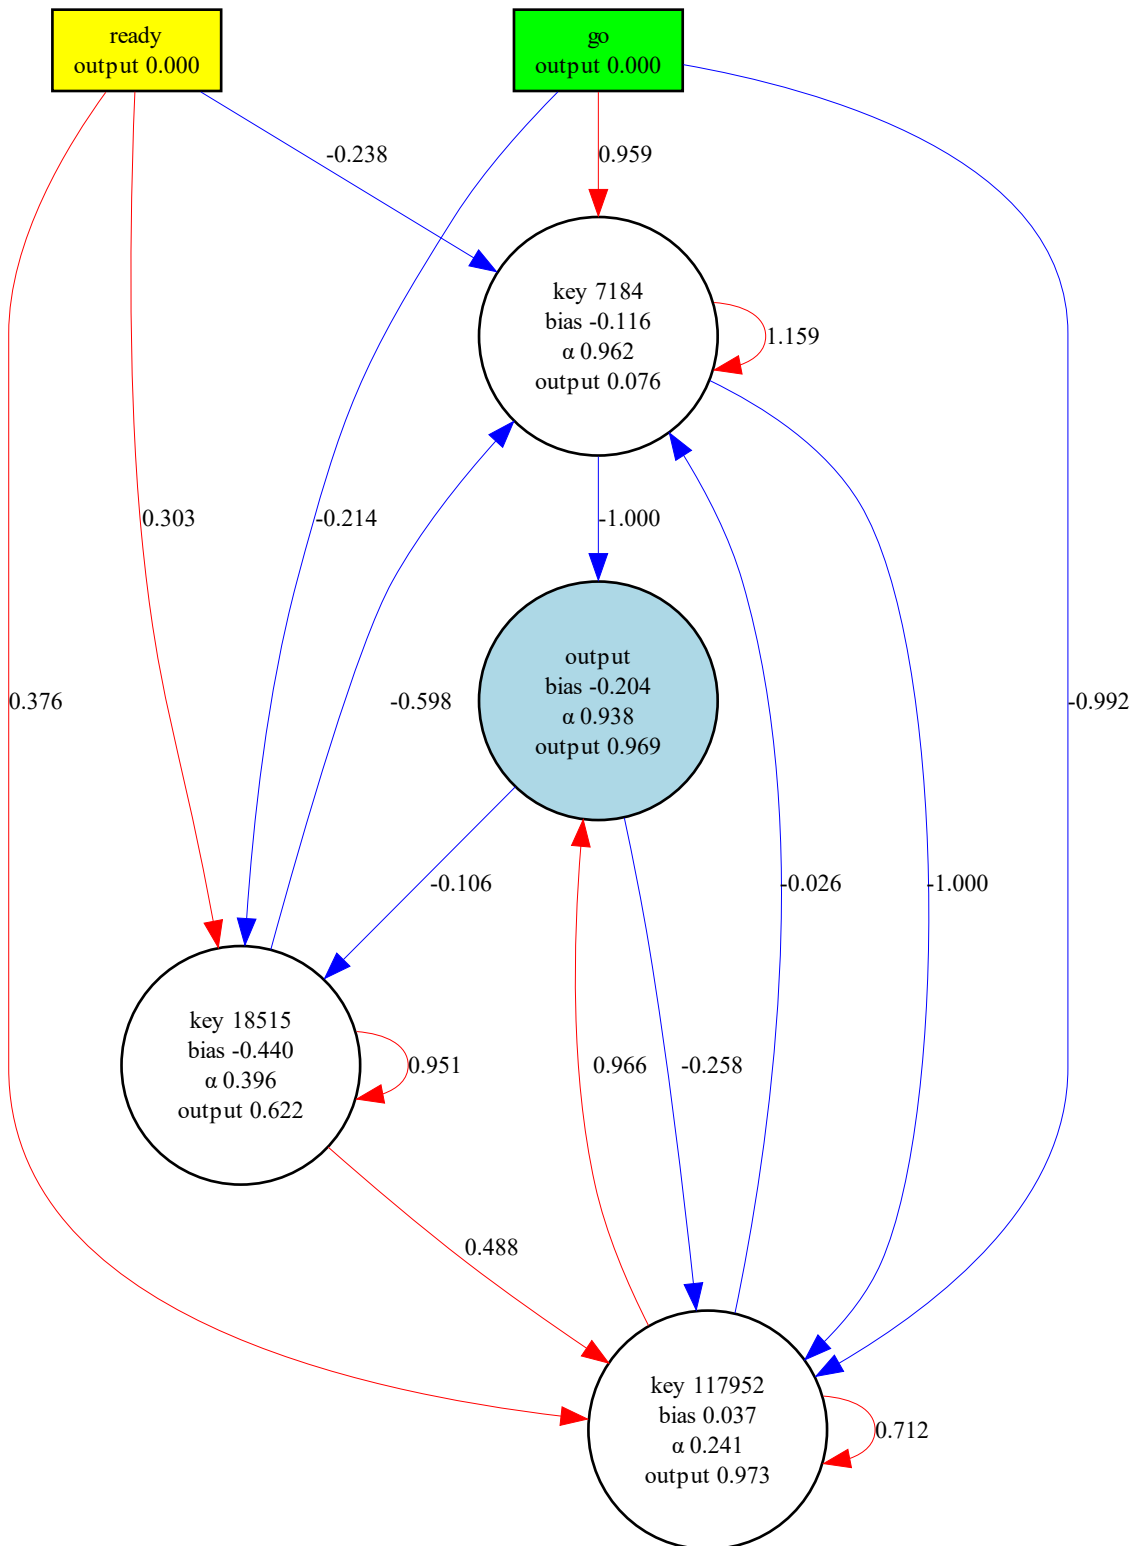 ready
output 0.000
go
output 0.000
-0.238
0.959
key 7184
bias -0.116
α 0.962
output 0.076
1.159
0.303
-0.214
-1.000
output
bias -0.204
α 0.938
output 0.969
0.376
-0.598
-0.992
-0.106
-0.026
-1.000
key 18515
bias -0.440
α 0.396
output 0.622
0.951
0.966
-0.258
0.488
key 117952
bias 0.037
α 0.241
output 0.973
0.712